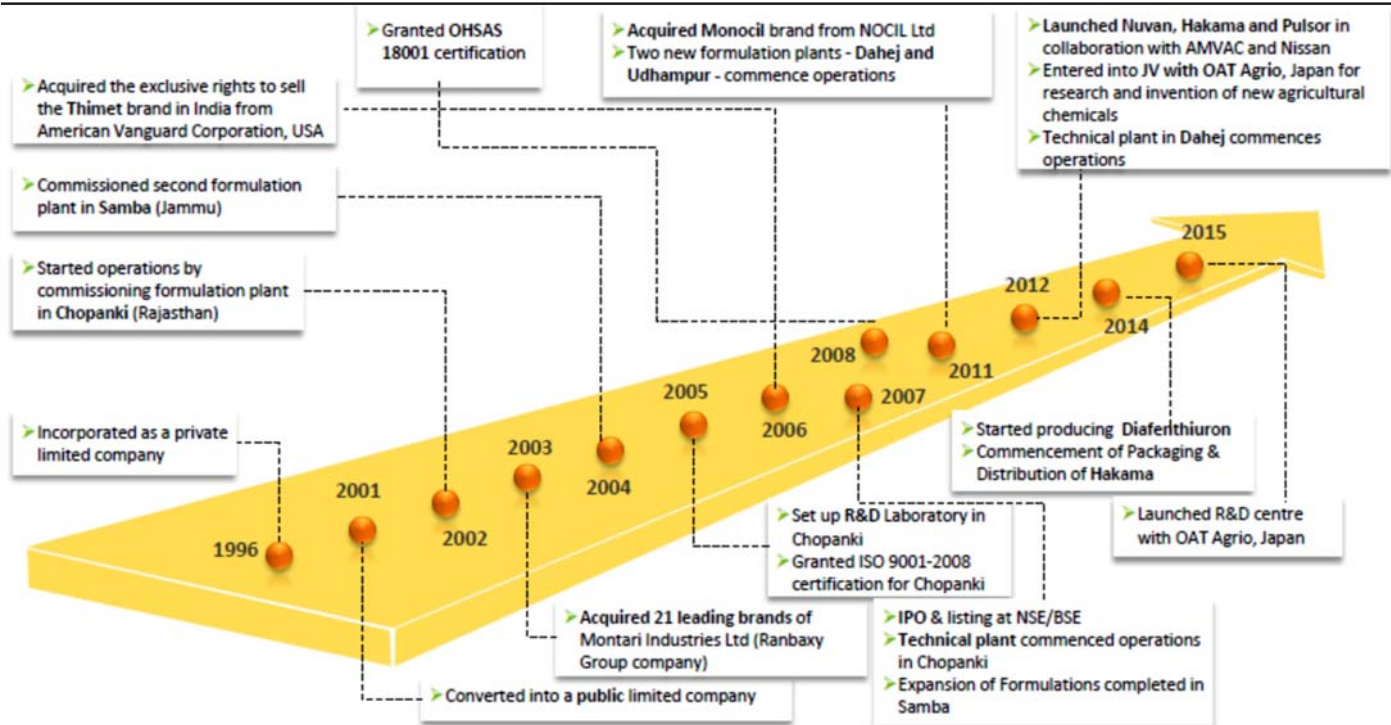 ➢ Granted OHSAS
18001 certification
➢ Acquired Monocil brand from NOCIL Ltd
➢ Two new formulation plants - Dahej and
Udhampur - commence operations
➢ Launched Nuvan, Hakama and Pulsor in
collaboration with AMVAC and Nissan
➢ Entered into JV with OAT Agrio, Japan for
research and invention of new agricultural
chemicals
➢ Technical plant in Dahej commences
operations
➢ Acquired the exclusive rights to sell
the Thimet brand in India from
American Vanguard Corporation, USA
➢ Commissioned second formulation
plant in Samba (Jammu)
➢ Started operations by
commissioning formulation plant
in Chopanki (Rajasthan)
➢ Incorporated as a private
limited company
1996
2001
2002
2003
2004
2005
2006
2007
2008
2011
2012
2014
2015
➢ Started producing Diafenthiuron
➢ Commencement of Packaging &
Distribution of Hakama
➢ Launched R&D centre
with OAT Agrio, Japan
➢ Set up R&D Laboratory in
Chopanki
➢ Granted ISO 9001-2008
certification for Chopanki
➢ Acquired 21 leading brands of
Montari Industries Ltd (Ranbaxy
Group company)
➢ IPO & listing at NSE/BSE
➢ Technical plant commenced operations
in Chopanki
➢ Expansion of Formulations completed in
Samba
➢ Converted into a public limited company